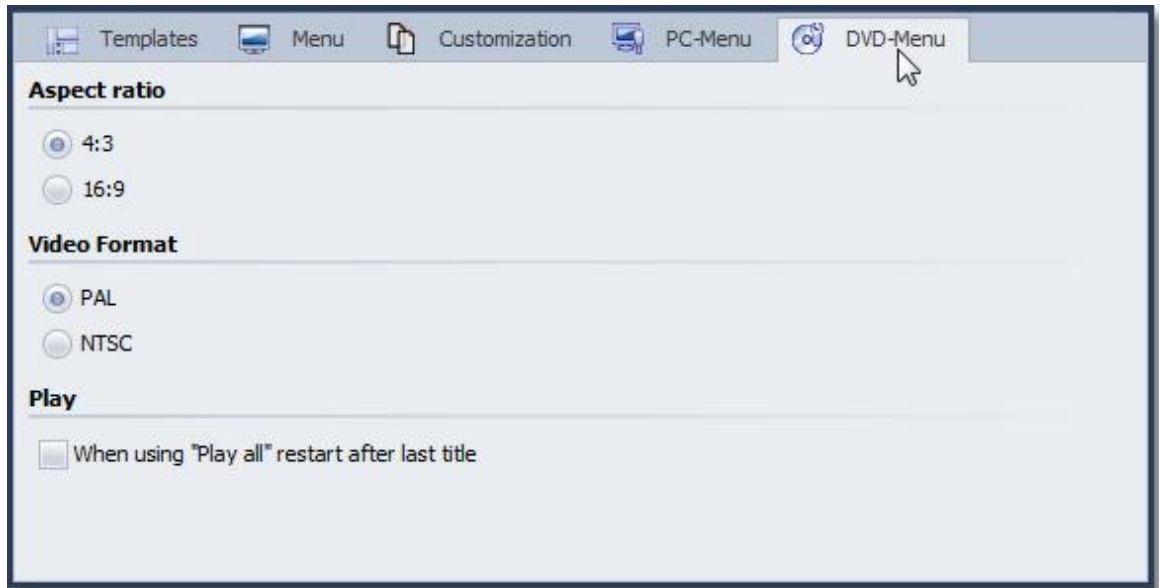 Templates Menu Customization PC-Menu DVD-Menu
Aspect ratio
4:3
16:9
Video Format
PAL
NTSC
Play
When using "Play all" restart after last title